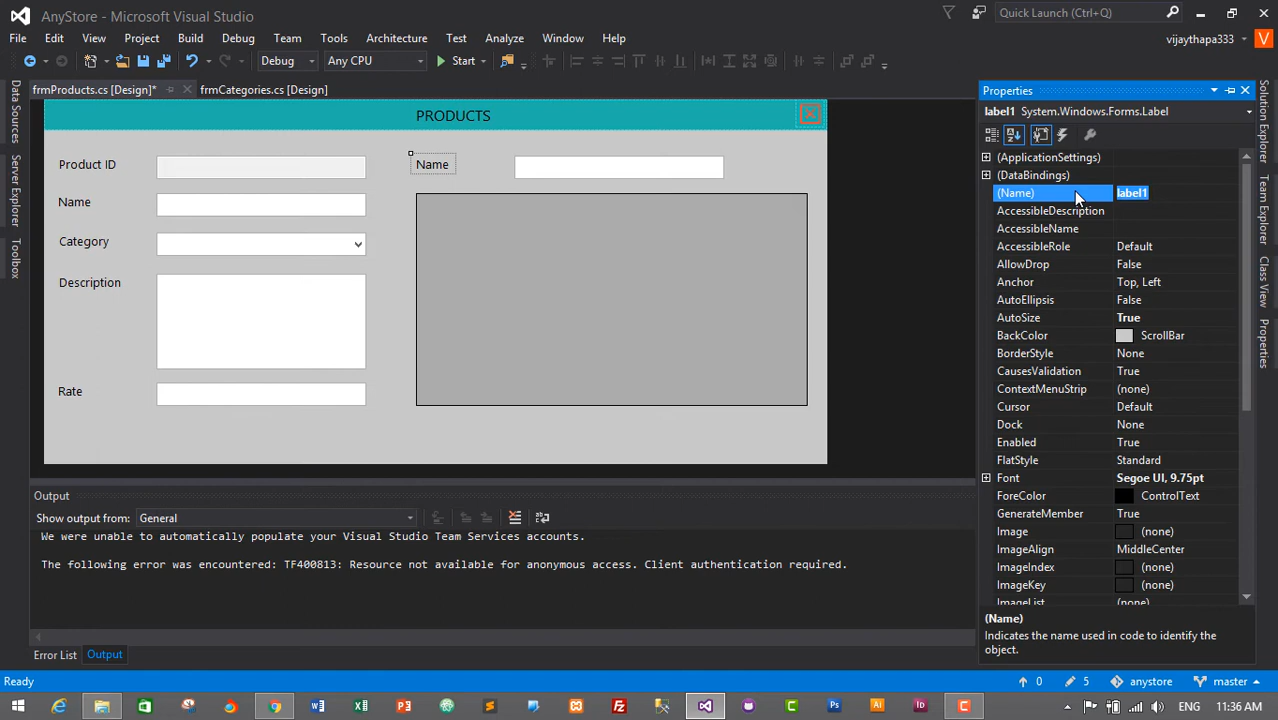 AnyStore - Microsoft Visual Studio
Quick Launch (Ctrl+Q)
File Edit View Project Build Debug Team Tools Architecture Test Analyze Window Help
vijaythapa333 V
Debug Any CPU Start
frmProducts.cs [Design]* frmCategories.cs [Design]
Data Sources
Server Explorer
Toolbox
PRODUCTS
Product ID
Name
Category
Description
Rate
Name
Properties
label1 System.Windows.Forms.Label
(ApplicationSettings)
(DataBindings)
(Name) label1
AccessibleDescription
AccessibleName
AccessibleRole Default
AllowDrop False
Anchor Top, Left
AutoEllipsis False
AutoSize True
BackColor ScrollBar
BorderStyle None
CausesValidation True
ContextMenuStrip (none)
Cursor Default
Dock None
Enabled True
FlatStyle Standard
Font Segoe UI, 9.75pt
ForeColor ControlText
GenerateMember True
Image (none)
ImageAlign MiddleCenter
ImageIndex (none)
ImageKey (none)
ImageList (none)
(Name)
Indicates the name used in code to identify the
object.
Solution Explorer
Team Explorer
Class View
Properties
Output
Show output from: General
We were unable to automatically populate your Visual Studio Team Services accounts.
The following error was encountered: TF400813: Resource not available for anonymous access. Client authentication required.
Error List Output
Ready
0 5 anystore master
ENG 11:36 AM